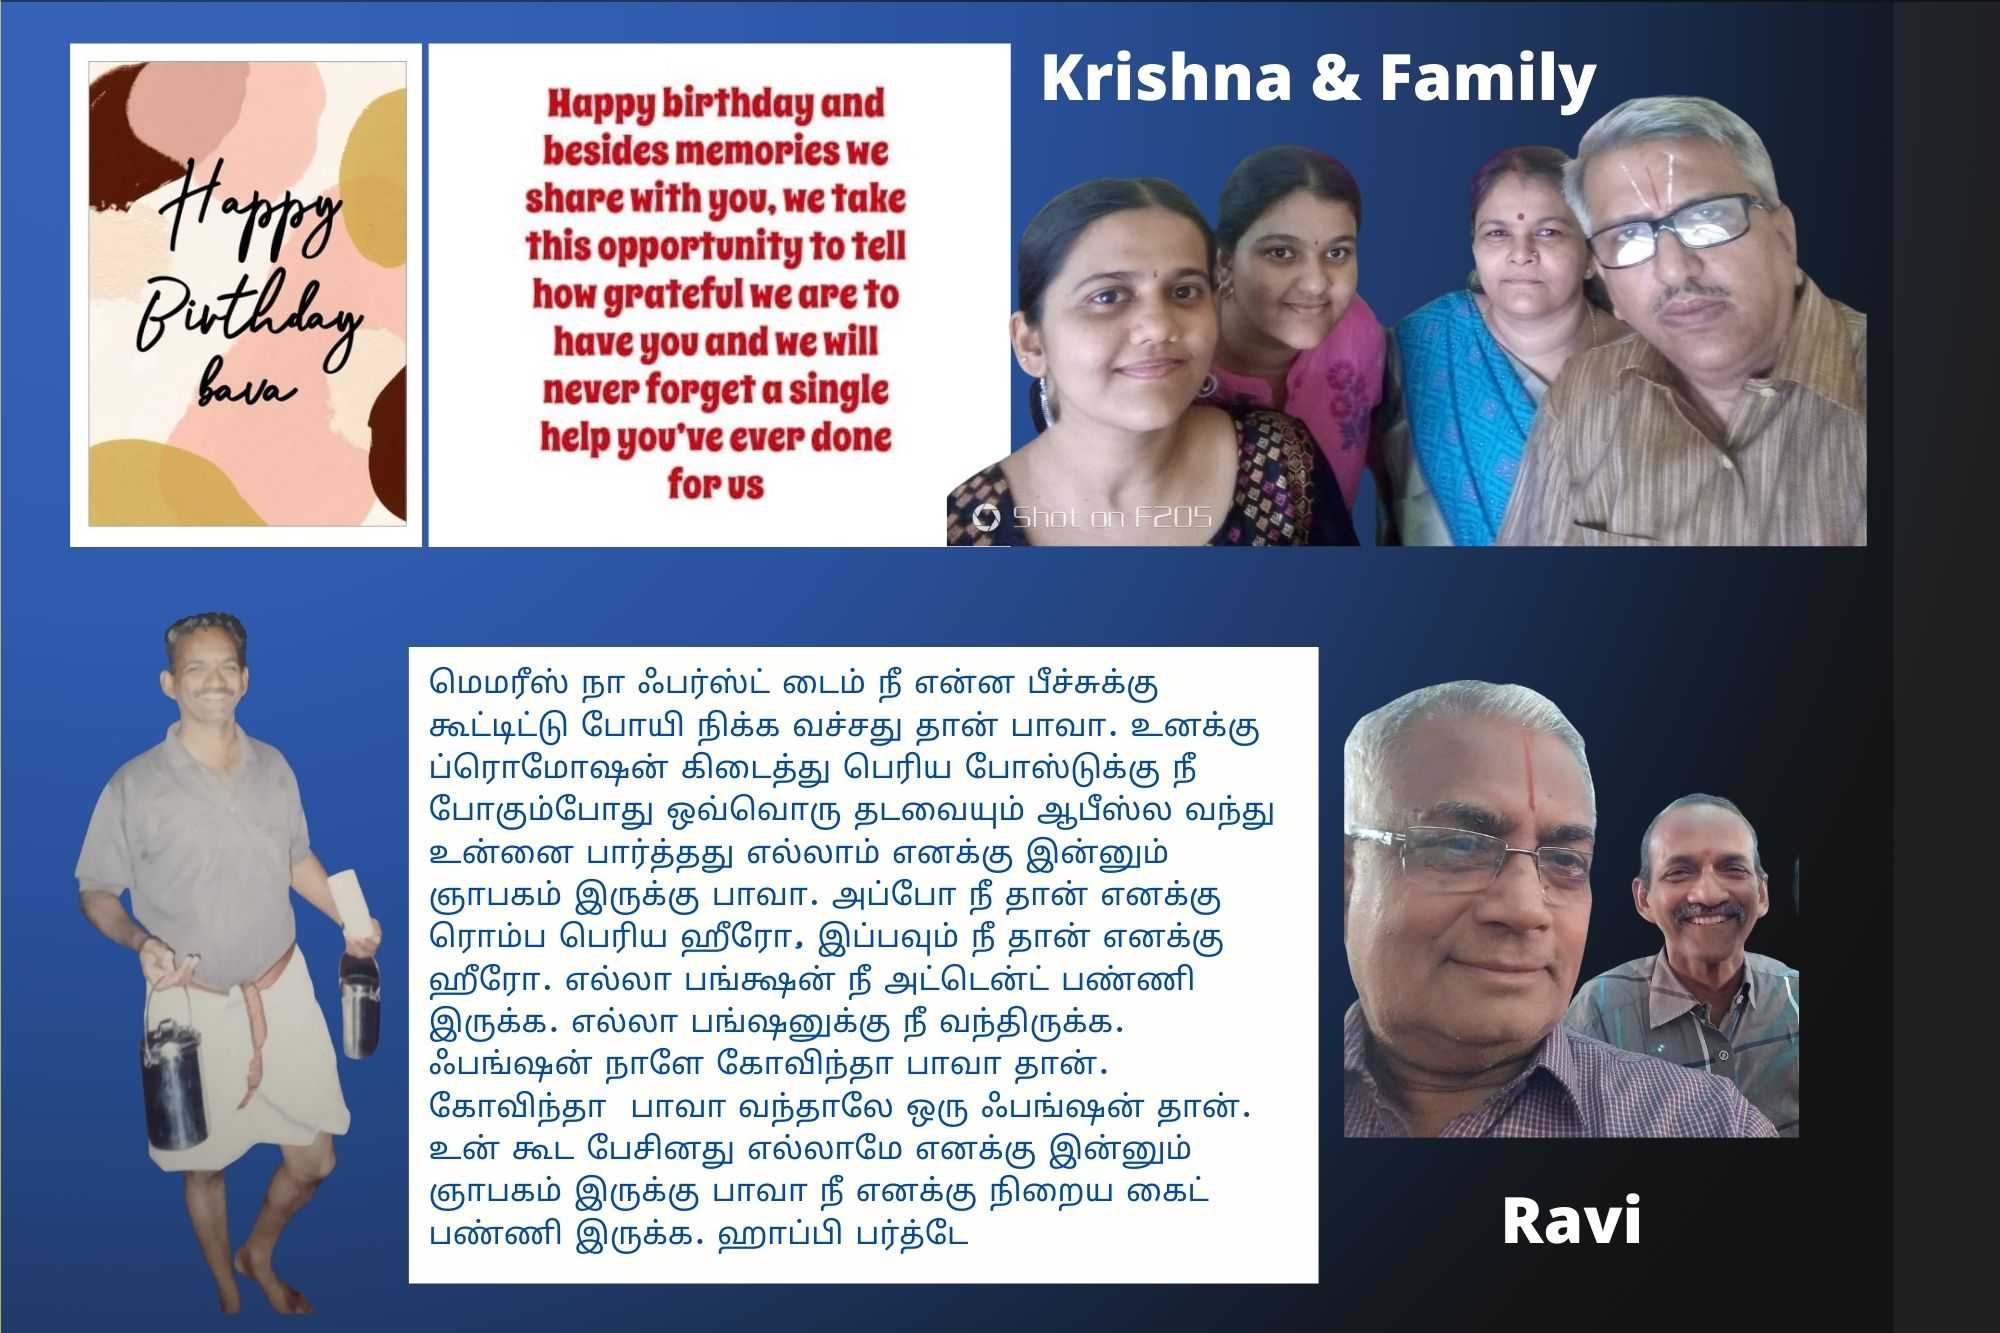 Happy
Birthday
bava
Happy birthday and
besides memories we
share with you, we take
this opportunity to tell
how grateful we are to
have you and we will
never forget a single
help you've ever done
for us
Krishna & Family
Shot on F205
மெமரீஸ் நா ஃபர்ஸ்ட் டைம் நீ என்ன பீச்சுக்கு
கூட்டிட்டு போயி நிக்க வச்சது தான் பாவா. உனக்கு
ப்ரொமோஷன் கிடைத்து பெரிய போஸ்டுக்கு நீ
போகும்போது ஒவ்வொரு தடவையும் ஆபீஸ்ல வந்து
உன்னை பார்த்தது எல்லாம் எனக்கு இன்னும்
ஞாபகம் இருக்கு பாவா. அப்போ நீ தான் எனக்கு
ரொம்ப பெரிய ஹீரோ, இப்பவும் நீ தான் எனக்கு
ஹீரோ. எல்லா பங்க்ஷன் நீ அட்டென்ட் பண்ணி
இருக்க. எல்லா பங்ஷனுக்கு நீ வந்திருக்க.
ஃபங்ஷன் நாளே கோவிந்தா பாவா தான்.
கோவிந்தா  பாவா வந்தாலே ஒரு ஃபங்ஷன் தான்.
உன் கூட பேசினது எல்லாமே எனக்கு இன்னும்
ஞாபகம் இருக்கு பாவா நீ எனக்கு நிறைய கைட்
பண்ணி இருக்க. ஹாப்பி பர்த்டே
Ravi